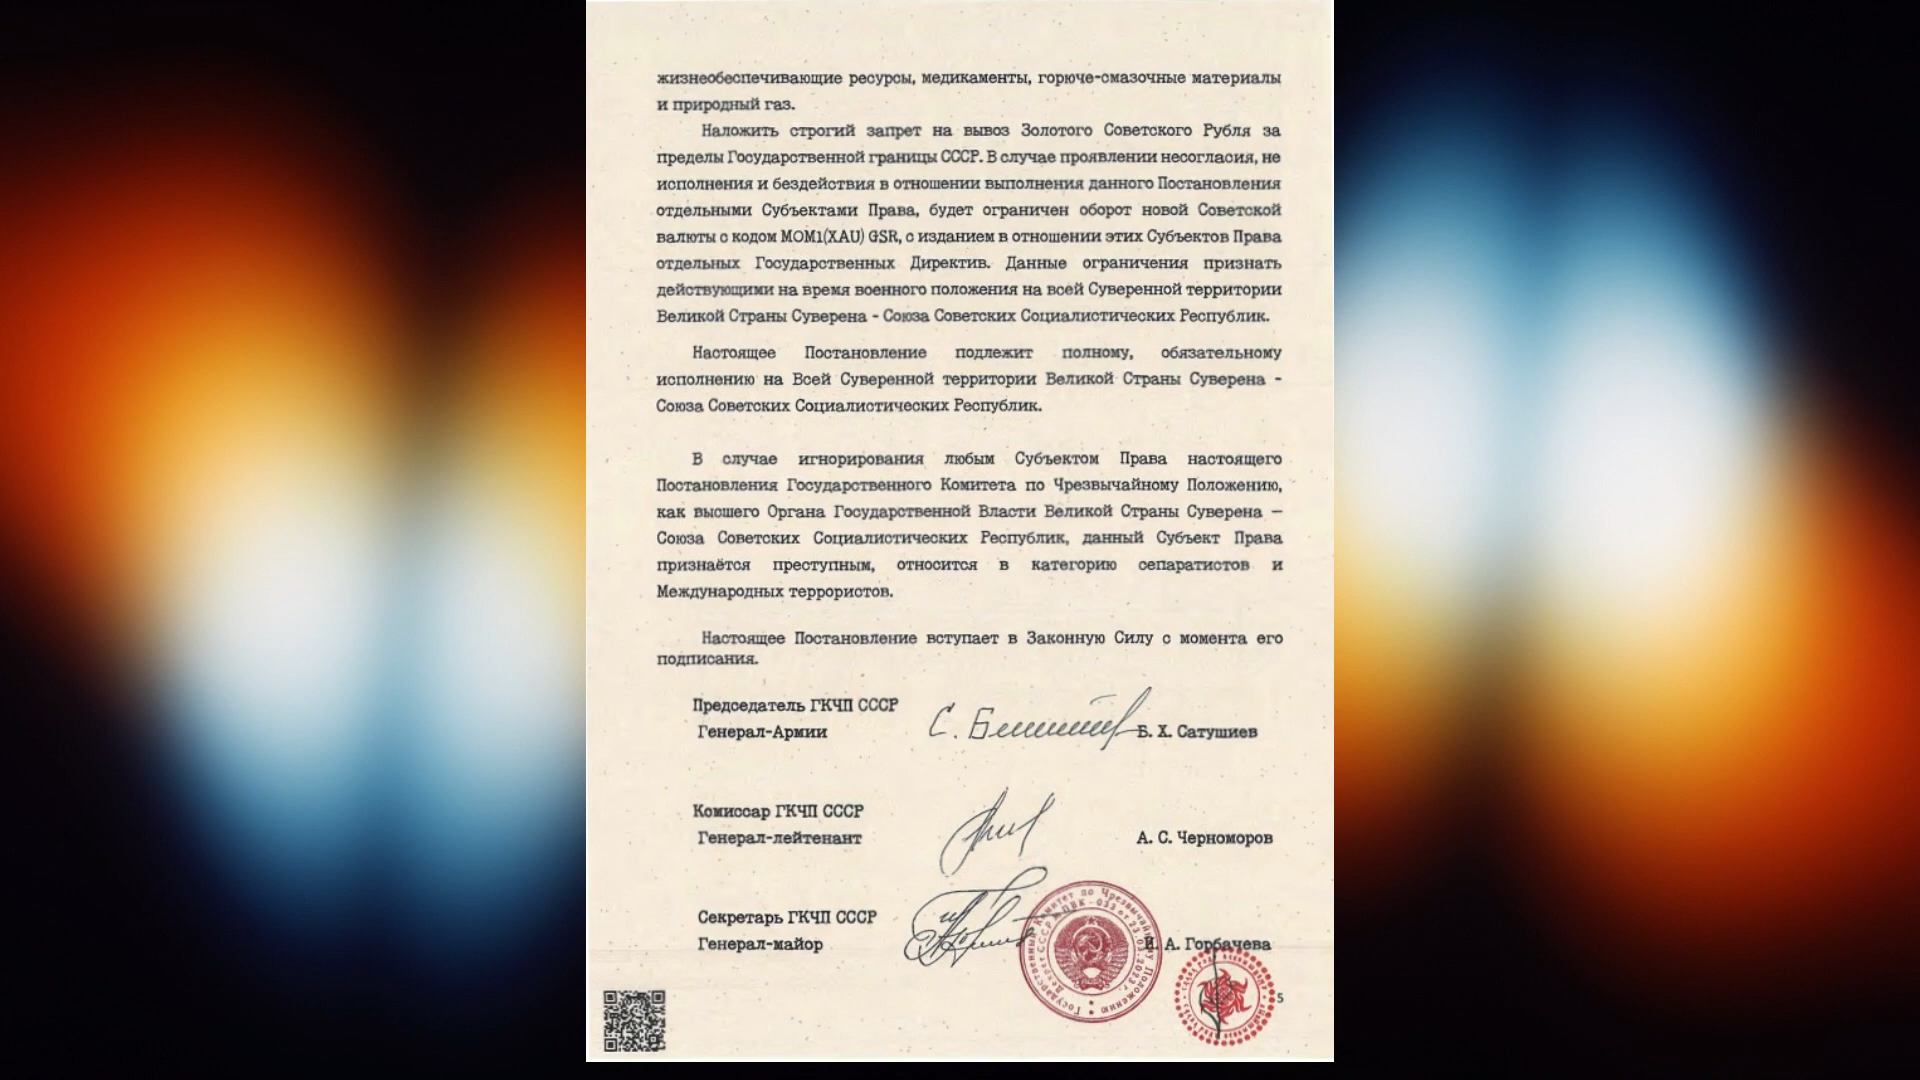 жизнеобеспечивающие ресурсы, медикаменты, горюче-смазочные материалы
и природный газ.
Наложить строгий запрет на вывоз Золотого Советского Рубля за
пределы Государственной границы СССР. В случае проявлении несогласия, не
исполнения и бездействия в отношении выполнения данного Постановления
отдельными Субъектами Права, будет ограничен оборот новой Советской
валюты с кодом MOM1(XAU) GSR, с изданием в отношении этих Субъектов Права
отдельных Государственных Директив. Данные ограничения признать
действующими на время военного положения на всей Суверенной территории
Великой Страны Суверена - Союза Советских Социалистических Республик.
Настоящее Постановление подлежит полному, обязательному
исполнению на Всей Суверенной территории Великой Страны Суверена -
Союза Советских Социалистических Республик.
В случае игнорирования любым Субъектом Права настоящего
Постановления Государственного Комитета по Чрезвычайному Положению,
как высшего Органа Государственной Власти Великой Страны Суверена –
Союза Советских Социалистических Республик, данный Субъект Права
признаётся преступным, относится в категорию сепаратистов и
Международных террористов.
Настоящее Постановление вступает в Законную Силу с момента его
подписания.
Председатель ГКЧП СССР
Генерал-Армии Б. Х. Сатушиев
Комиссар ГКЧП СССР
Генерал-лейтенант А. С. Черноморов
Секретарь ГКЧП СССР
Генерал-майор А. Горбачева
Государственный Комитет по Чрезвычайному Положению
5